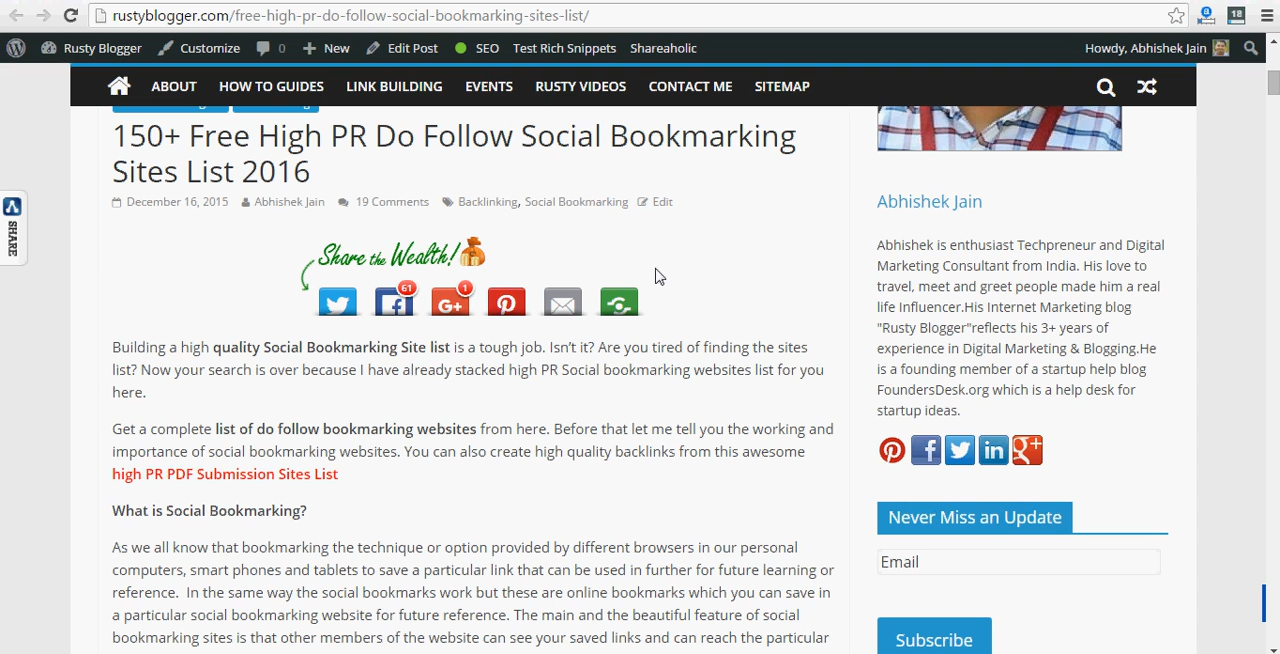 rustyblogger.com/free-high-pr-do-follow-social-bookmarking-sites-list/
18
Rusty Blogger Customize 0 New Edit Post SEO Test Rich Snippets Shareaholic Howdy, Abhishek Jain
ABOUT HOW TO GUIDES LINK BUILDING EVENTS RUSTY VIDEOS CONTACT ME SITEMAP
150+ Free High PR Do Follow Social Bookmarking
Sites List 2016
December 16, 2015 Abhishek Jain 19 Comments Backlinking, Social Bookmarking Edit
SHARE
Share the Wealth!
61 1
Building a high quality Social Bookmarking Site list is a tough job. Isn't it? Are you tired of finding the sites
list? Now your search is over because I have already stacked high PR Social bookmarking websites list for you
here.
Get a complete list of do follow bookmarking websites from here. Before that let me tell you the working and
importance of social bookmarking websites. You can also create high quality backlinks from this awesome
high PR PDF Submission Sites List
What is Social Bookmarking?
As we all know that bookmarking the technique or option provided by different browsers in our personal
computers, smart phones and tablets to save a particular link that can be used in further for future learning or
reference. In the same way the social bookmarks work but these are online bookmarks which you can save in
a particular social bookmarking website for future reference. The main and the beautiful feature of social
bookmarking sites is that other members of the website can see your saved links and can reach the particular
Abhishek Jain
Abhishek is enthusiast Techpreneur and Digital
Marketing Consultant from India. His love to
travel, meet and greet people made him a real
life Influencer.His Internet Marketing blog
"Rusty Blogger"reflects his 3+ years of
experience in Digital Marketing & Blogging.He
is a founding member of a startup help blog
FoundersDesk.org which is a help desk for
startup ideas.
Never Miss an Update
Email
Subscribe